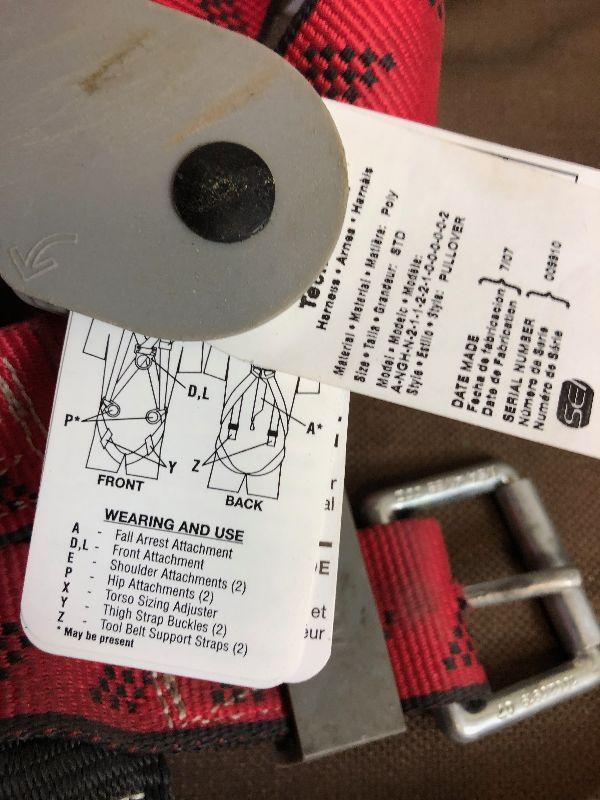 Harness • Arnes • Harnais
Material • Material • Matière: Poly
Size • Talla • Grandeur: STD
Model • Modelo • Modèle:
A-NGH-N-2-1-1-2-2-1-0-0-0-0-0-2
Style • Estilo • Style: PULLOVER
DATE MADE
Fecha de fabricación
Date de Fabrication
7/07
SERIAL NUMBER
Número de Serie
Numéro de Série
SEI
D,L
P*
A*
Y
Z
FRONT
BACK
WEARING AND USE
A - Fall Arrest Attachment
D,L - Front Attachment
E - Shoulder Attachments (2)
P - Hip Attachments (2)
X - Torso Sizing Adjuster
Y - Thigh Strap Buckles (2)
Z - Tool Belt Support Straps (2)
* May be present